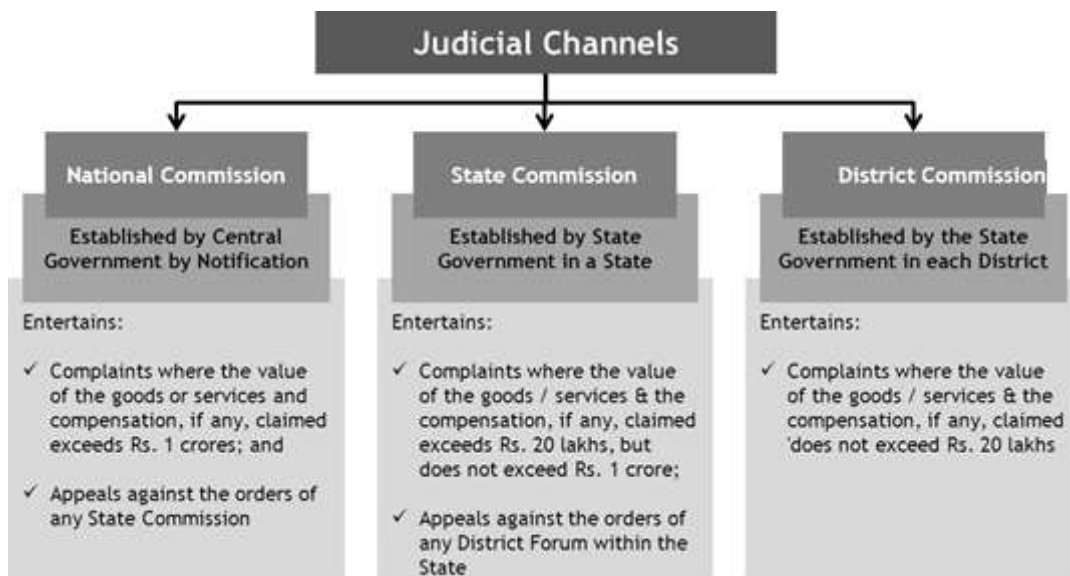 Judicial Channels
National Commission
Established by Central
Government by Notification
Entertains:
✓ Complaints where the value
of the goods or services and
compensation, if any, claimed
exceeds Rs. 1 crores; and
✓ Appeals against the orders of
any State Commission
State Commission
Established by State
Government in a State
Entertains:
✓ Complaints where the value
of the goods / services & the
compensation, if any, claimed
exceeds Rs. 20 lakhs, but
does not exceed Rs. 1 crore;
✓ Appeals against the orders of
any District Forum within the
State
District Commission
Established by the State
Government in each District
Entertains:
✓ Complaints where the value
of the goods / services & the
compensation, if any, claimed
'does not exceed Rs. 20 lakhs